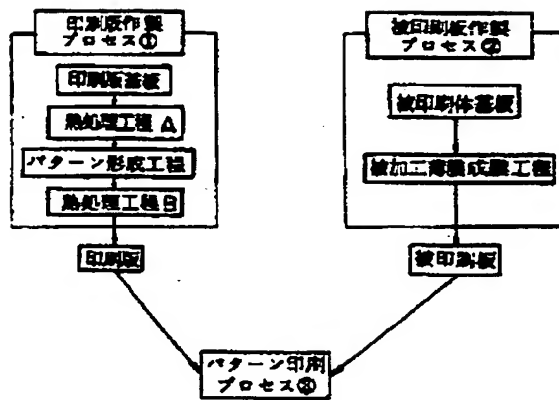 印刷版作製
プロセス①
印刷版基板
熱処理工程 A
パターン形成工程
熱処理工程 B
印刷版
被印刷板作製
プロセス②
被印刷体基板
被加工薄膜成膜工程
被印刷板
パターン印刷
プロセス③